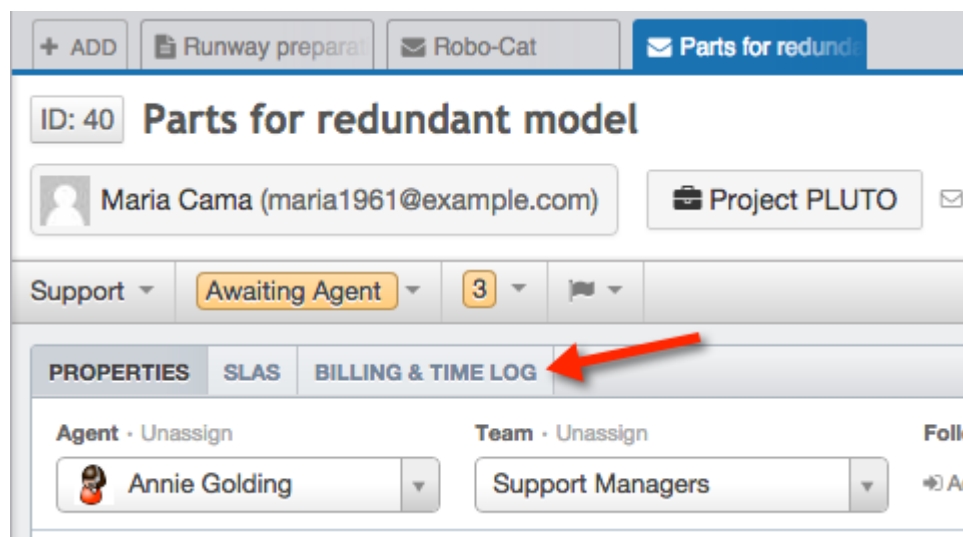 + ADD Runway preparat Robo-Cat Parts for redunda
ID: 40 Parts for redundant model
Maria Cama (maria1961@example.com) Project PLUTO
Support Awaiting Agent 3
PROPERTIES SLAS BILLING & TIME LOG
Agent · Unassign Team · Unassign Foll
Annie Golding Support Managers A